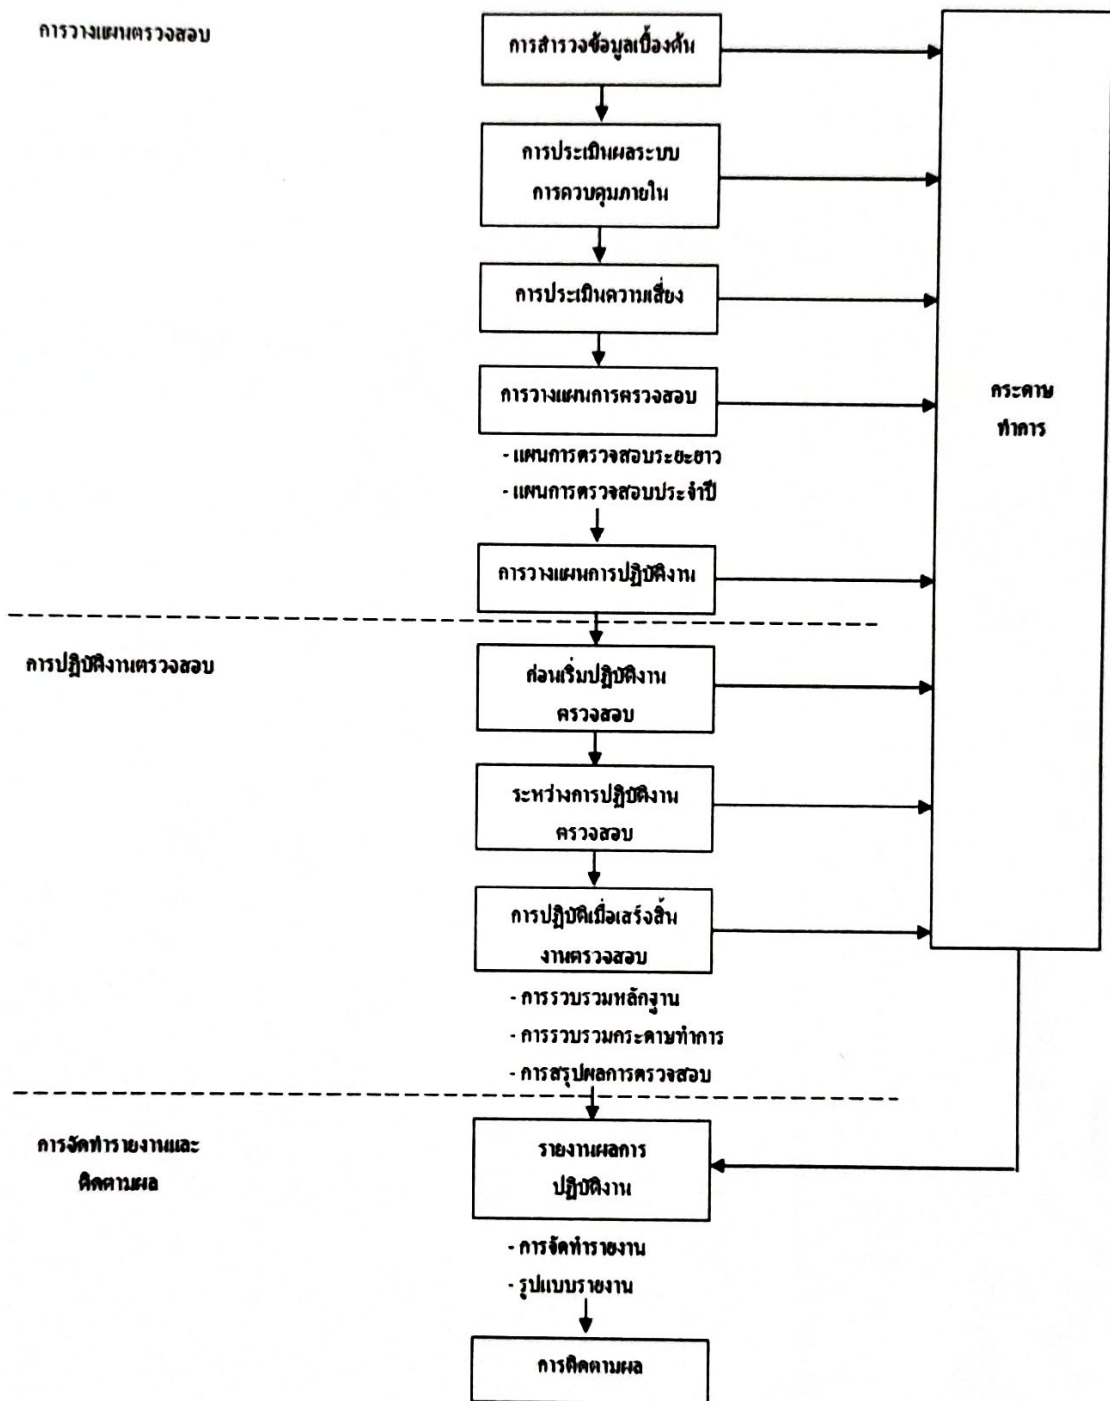 การวางแผนตรวจสอบ
การสำรวจข้อมูลเบื้องต้น
การประเมินผลระบบ
การควบคุมภายใน
การประเมินความเสี่ยง
การวางแผนการตรวจสอบ
- แผนการตรวจสอบระยะยาว
- แผนการตรวจสอบประจำปี
การวางแผนการปฏิบัติงาน
กระดาษ
ทำการ
การปฏิบัติงานตรวจสอบ
ก่อนเริ่มปฏิบัติงาน
ตรวจสอบ
ระหว่างการปฏิบัติงาน
ตรวจสอบ
การปฏิบัติเมื่อเสร็จสิ้น
งานตรวจสอบ
- การรวบรวมหลักฐาน
- การรวบรวมกระดาษทำการ
- การสรุปผลการตรวจสอบ
การจัดทำรายงานและ
ติดตามผล
รายงานผลการ
ปฏิบัติงาน
- การจัดทำรายงาน
- รูปแบบรายงาน
การติดตามผล